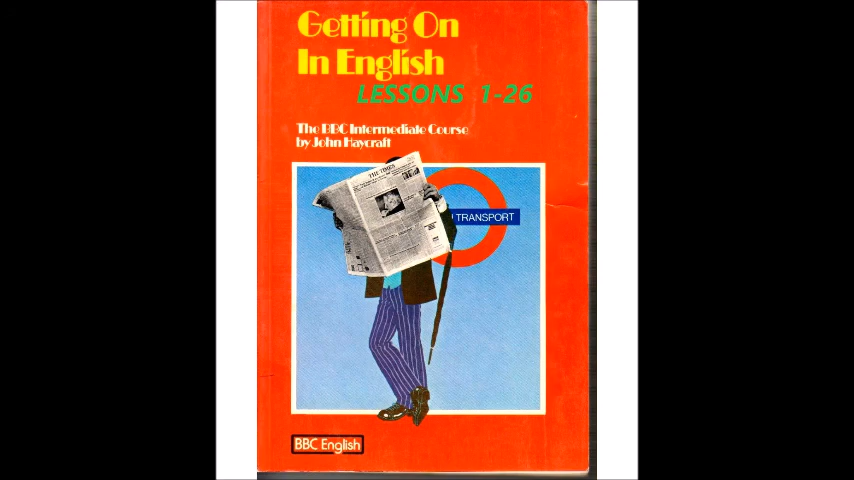 Getting On
In English
LESSONS 1-26
The BBC Intermediate Course
by John Haycraft
THE TIMES
TRANSPORT
BBC English